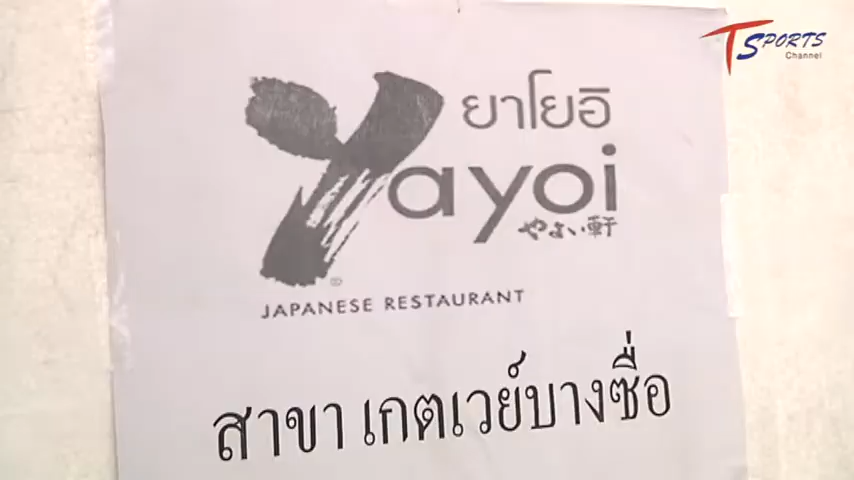 T SPORTS
Channel
ยาโยอิ
Yayoi
やよい軒
®
JAPANESE RESTAURANT
สาขา เกตเวย์บางซื่อ